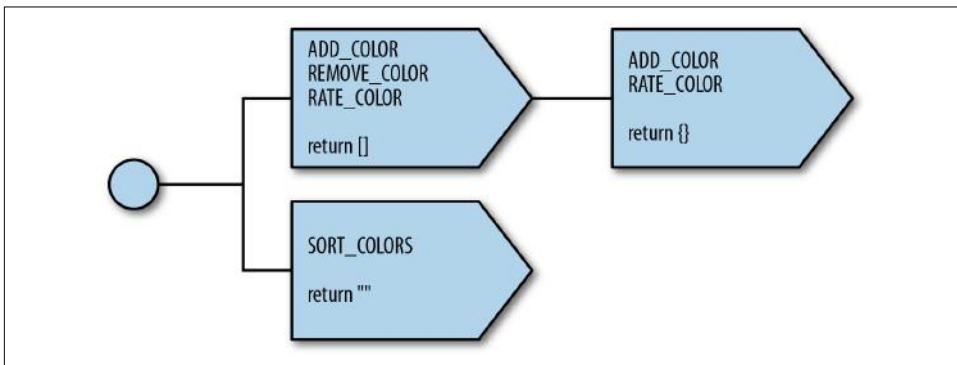 ADD_COLOR
REMOVE_COLOR
RATE_COLOR
return []
ADD_COLOR
RATE_COLOR
return {}
SORT_COLORS
return ""